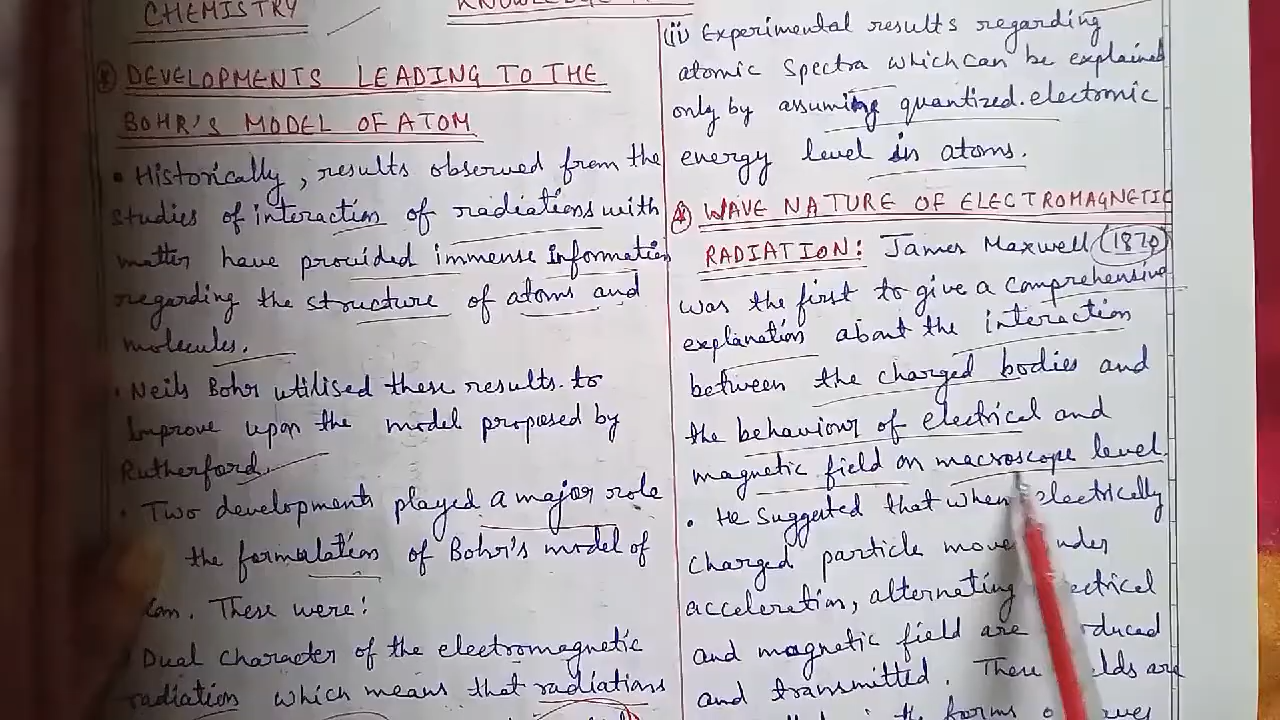 CHEMISTRY
DEVELOPMENTS LEADING TO THE
BOHR'S MODEL OF ATOM
• Historically, results observed from the
studies of interaction of radiations with
matter have provided immense information
regarding the structure of atoms and
molecules.
• Neils Bohr utilised these results to
improve upon the model proposed by
Rutherford.
• Two developments played a major role
the formulation of Bohr's model of
These were:
Dual character of the electromagnetic
radiation which means that radiations
(ii) Experimental results regarding
atomic spectra which can be explained
only by assuming quantized electronic
energy level in atoms.
WAVE NATURE OF ELECTROMAGNETIC
RADIATION: James Maxwell (1870)
was the first to give a comprehensive
explanation about the interaction
between the charged bodies and
the behaviour of electrical and
magnetic field on macroscope level.
• He suggested that when electrically
charged particle move under
acceleration, alternating
and magnetic field are
and transmitted. These are
the forms